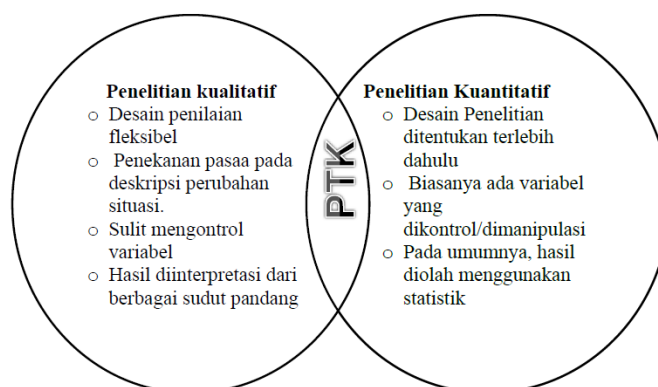 Penelitian kualitatif
o Desain penilaian
fleksibel
o Penekanan pasaa pada
deskripsi perubahan
situasi.
o Sulit mengontrol
variabel
o Hasil diinterpretasi dari
berbagai sudut pandang
PTK
Penelitian Kuantitatif
o Desain Penelitian
ditentukan terlebih
dahulu
o Biasanya ada variabel
yang
dikontrol/dimanipulasi
o Pada umumnya, hasil
diolah menggunakan
statistik